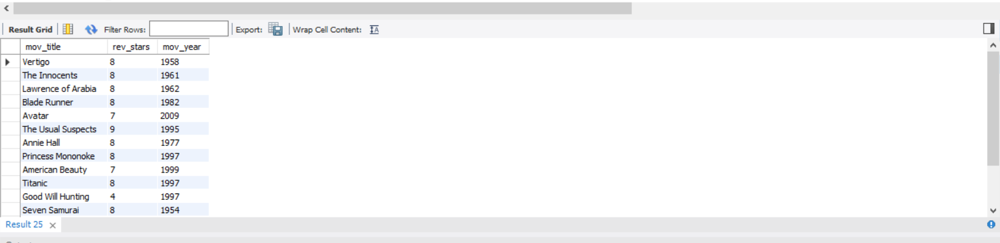 Result Grid Filter Rows: Export: Wrap Cell Content: IA
mov_title rev_stars mov_year
Vertigo 8 1958
The Innocents 8 1961
Lawrence of Arabia 8 1962
Blade Runner 8 1982
Avatar 7 2009
The Usual Suspects 9 1995
Annie Hall 8 1977
Princess Mononoke 8 1997
American Beauty 7 1999
Titanic 8 1997
Good Will Hunting 4 1997
Seven Samurai 8 1954
Result 25